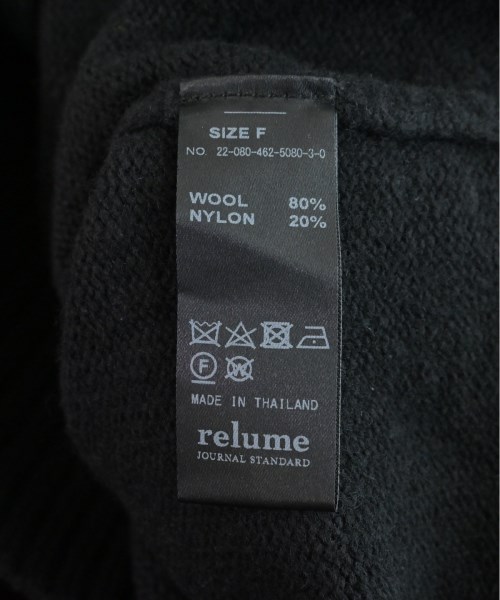 SIZE F
NO. 22-080-462-5080-3-0
WOOL 80%
NYLON 20%
F W
MADE IN THAILAND
relume
JOURNAL STANDARD